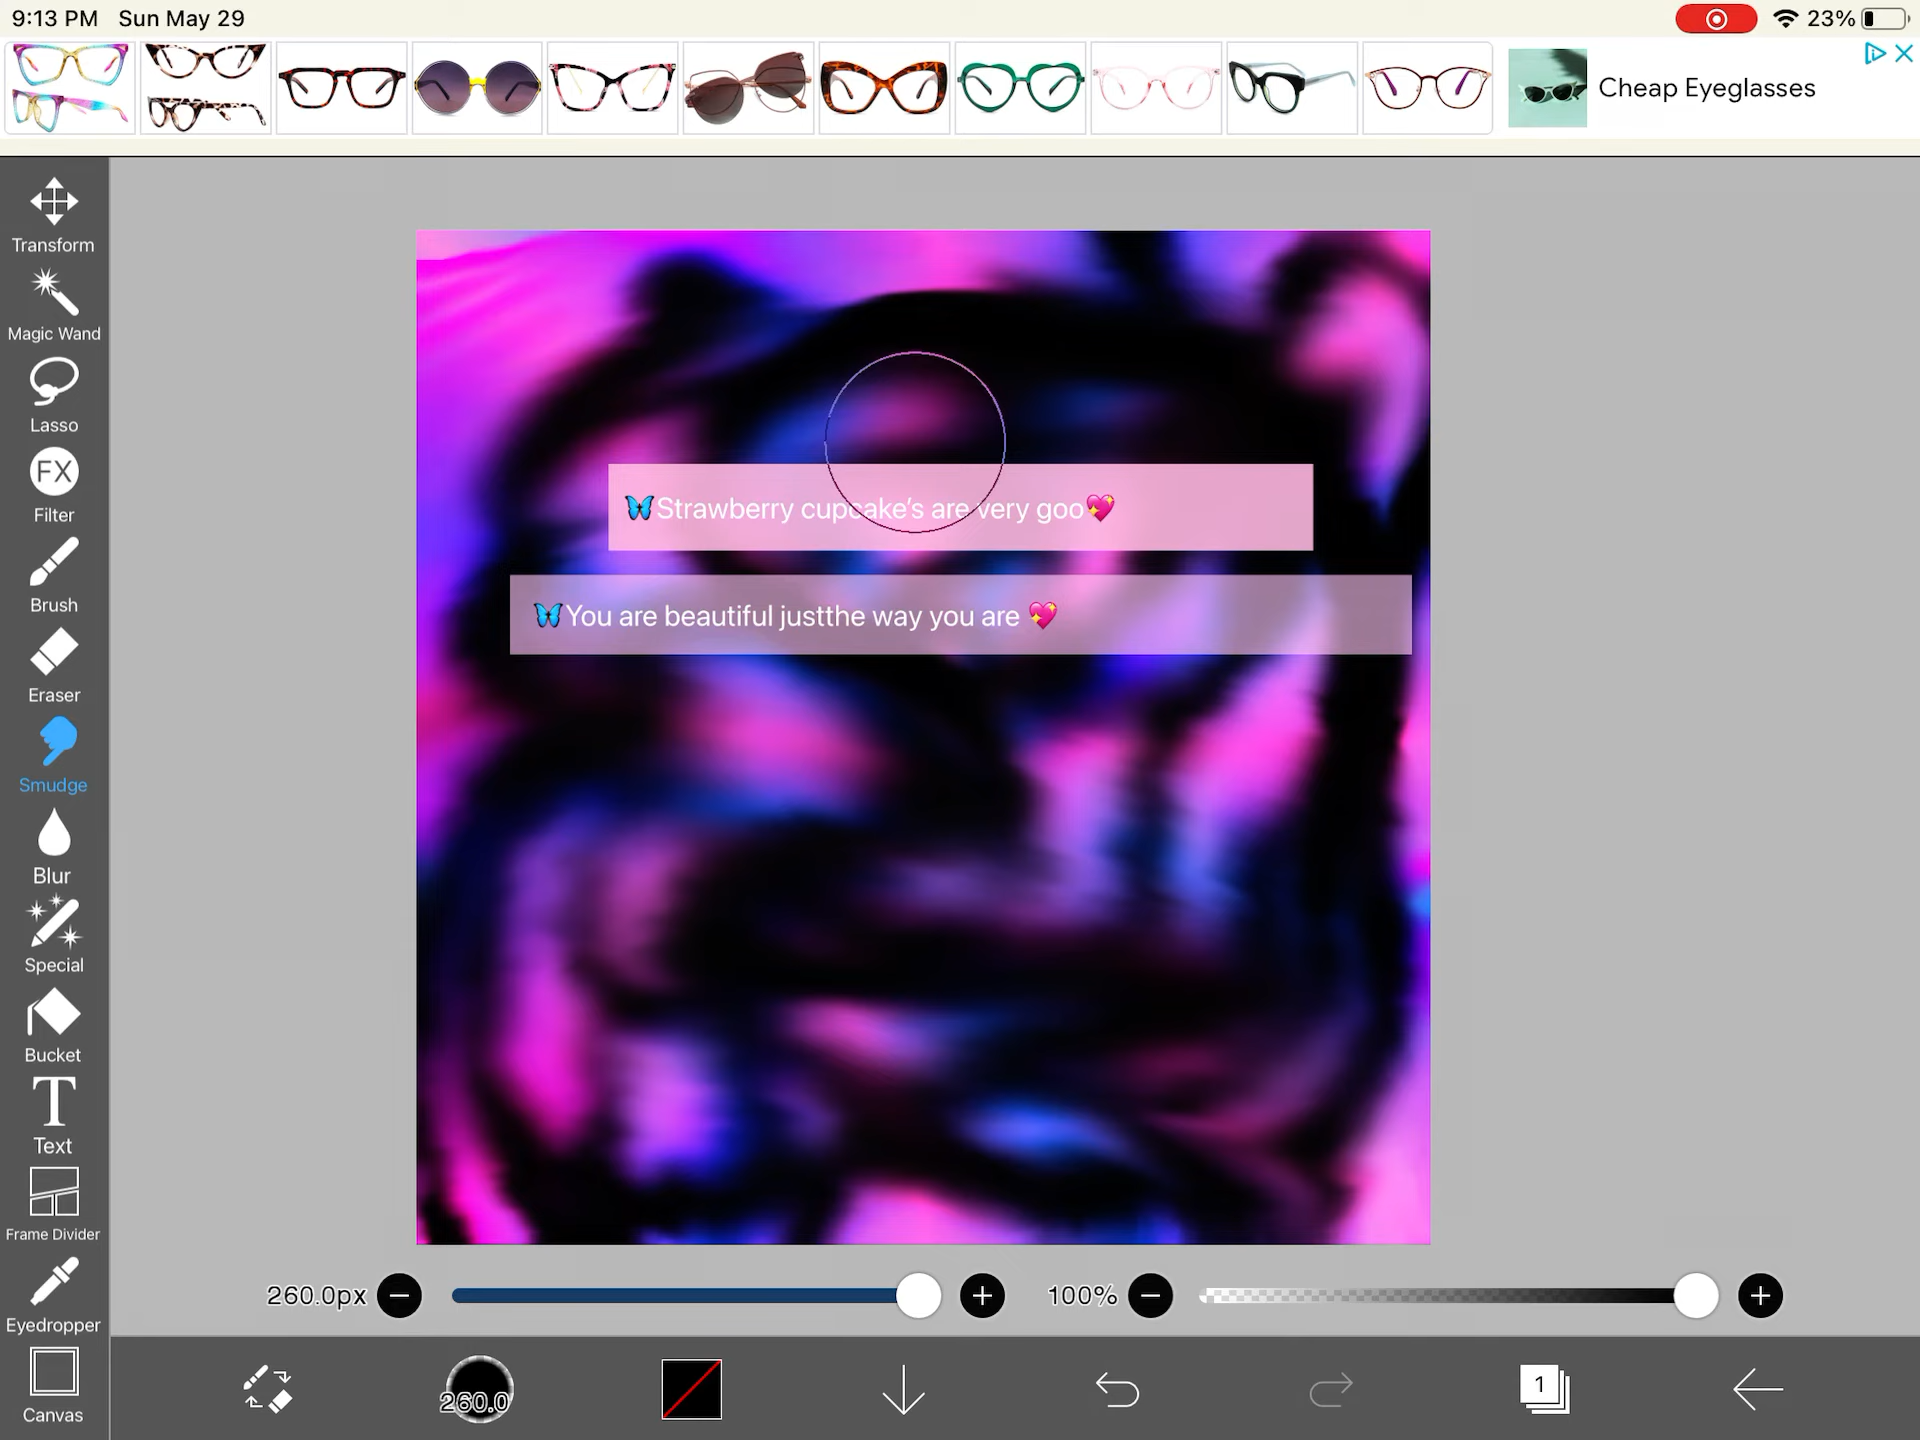 9:13 PM Sun May 29
23%
Cheap Eyeglasses
Transform
Magic Wand
Lasso
FX
Filter
Brush
Eraser
Smudge
Blur
Special
Bucket
T
Text
Frame Divider
Eyedropper
Canvas
🦋Strawberry cupcake's are very goo💖
🦋You are beautiful justthe way you are 💖
260.0px
100%
260.0
1